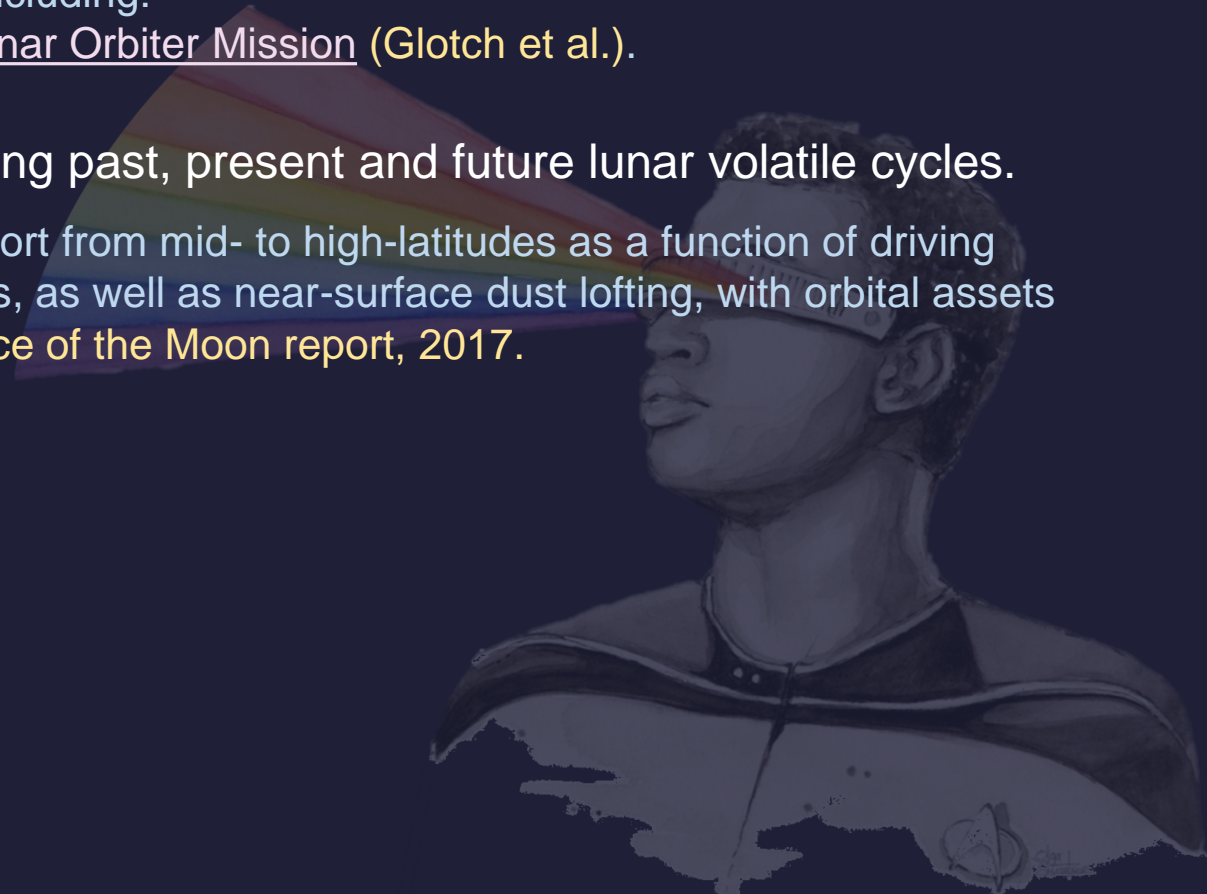 cluding:
nar Orbiter Mission (Glotch et al.).
ng past, present and future lunar volatile cycles.
ort from mid- to high-latitudes as a function of driving
s, as well as near-surface dust lofting, with orbital assets
ce of the Moon report, 2017.